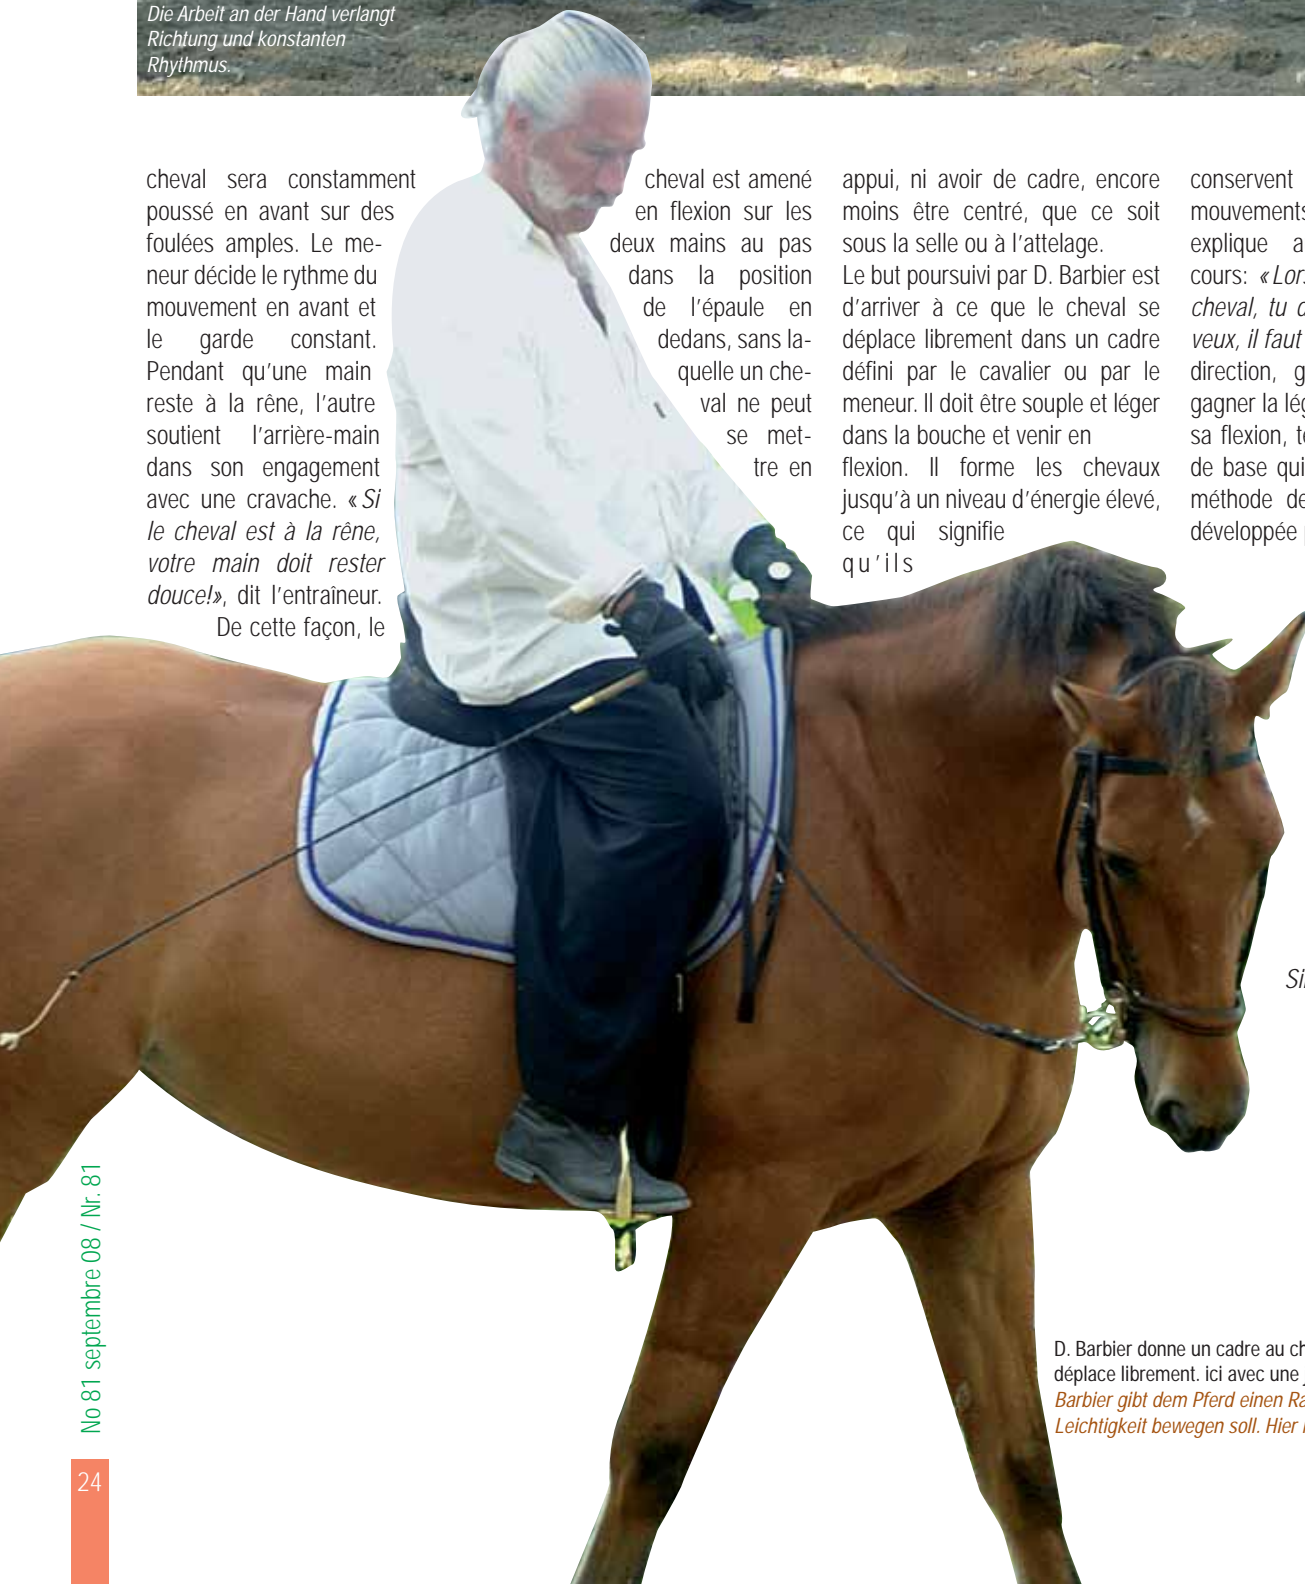 Die Arbeit an der Hand verlangt
Richtung und konstanten
Rhythmus.
cheval sera constamment
poussé en avant sur des
foulées amples. Le me-
neur décide le rythme du
mouvement en avant et
le garde constant.
Pendant qu'une main
reste à la rêne, l'autre
soutient l'arrière-main
dans son engagement
avec une cravache. «Si
le cheval est à la rêne,
votre main doit rester
douce!», dit l'entraîneur.
De cette façon, le
cheval est amené
en flexion sur les
deux mains au pas
dans la position
de l'épaule en
dedans, sans la-
quelle un che-
val ne peut
se met-
tre en
appui, ni avoir de cadre, encore
moins être centré, que ce soit
sous la selle ou à l'attelage.
Le but poursuivi par D. Barbier est
d'arriver à ce que le cheval se
déplace librement dans un cadre
défini par le cavalier ou par le
meneur. Il doit être souple et léger
dans la bouche et venir en
flexion. Il forme les chevaux
jusqu'à un niveau d'énergie élevé,
ce qui signifie
qu'ils
conservent
mouvements
explique
cours: «
cheval, tu
veux, il faut
direction,
gagner la
sa flexion,
de base qui
méthode de
développée
D. Barbier donne un cadre au
déplace librement. ici avec une
Barbier gibt dem Pferd einen
Leichtigkeit bewegen soll. Hier
No 81 septembre 08 / Nr. 81
24